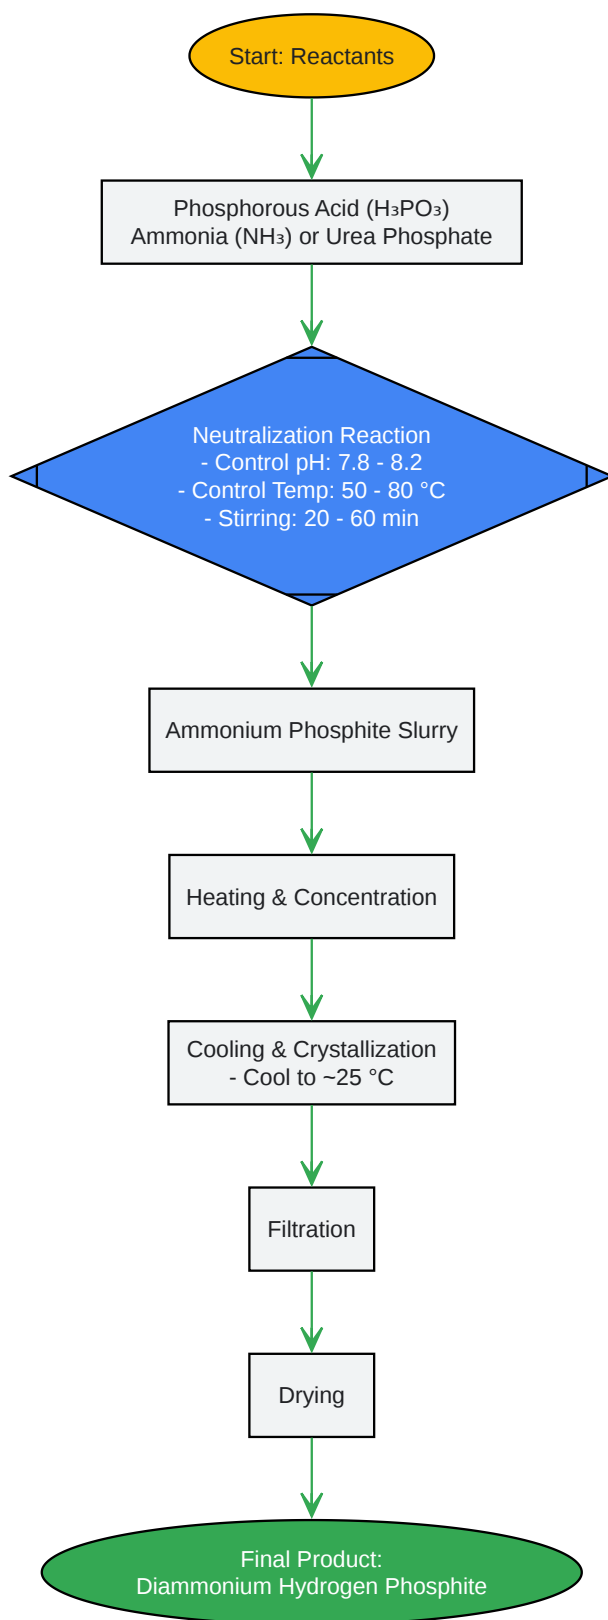 Start: Reactants
Phosphorous Acid (H₃PO₃)
Ammonia (NH₃) or Urea Phosphate
Neutralization Reaction
- Control pH: 7.8 - 8.2
- Control Temp: 50 - 80 °C
- Stirring: 20 - 60 min
Ammonium Phosphite Slurry
Heating & Concentration
Cooling & Crystallization
- Cool to ~25 °C
Filtration
Drying
Final Product:
Diammonium Hydrogen Phosphite